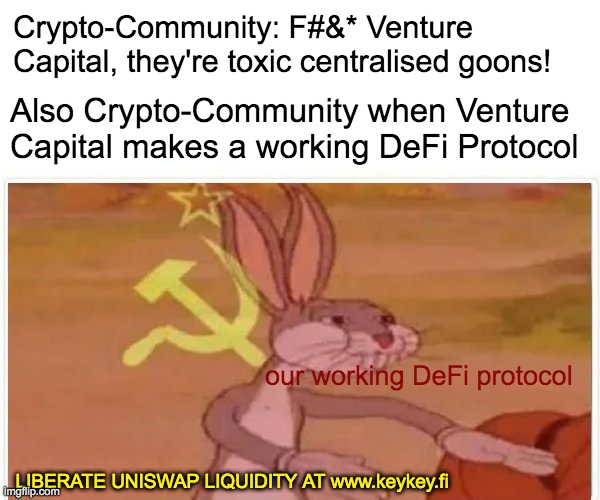 Crypto-Community: F#&* Venture
Capital, they're toxic centralised goons!
Also Crypto-Community when Venture
Capital makes a working DeFi Protocol
our working DeFi protocol
LIBERATE UNISWAP LIQUIDITY AT www.keykey.fi
imgflip.com